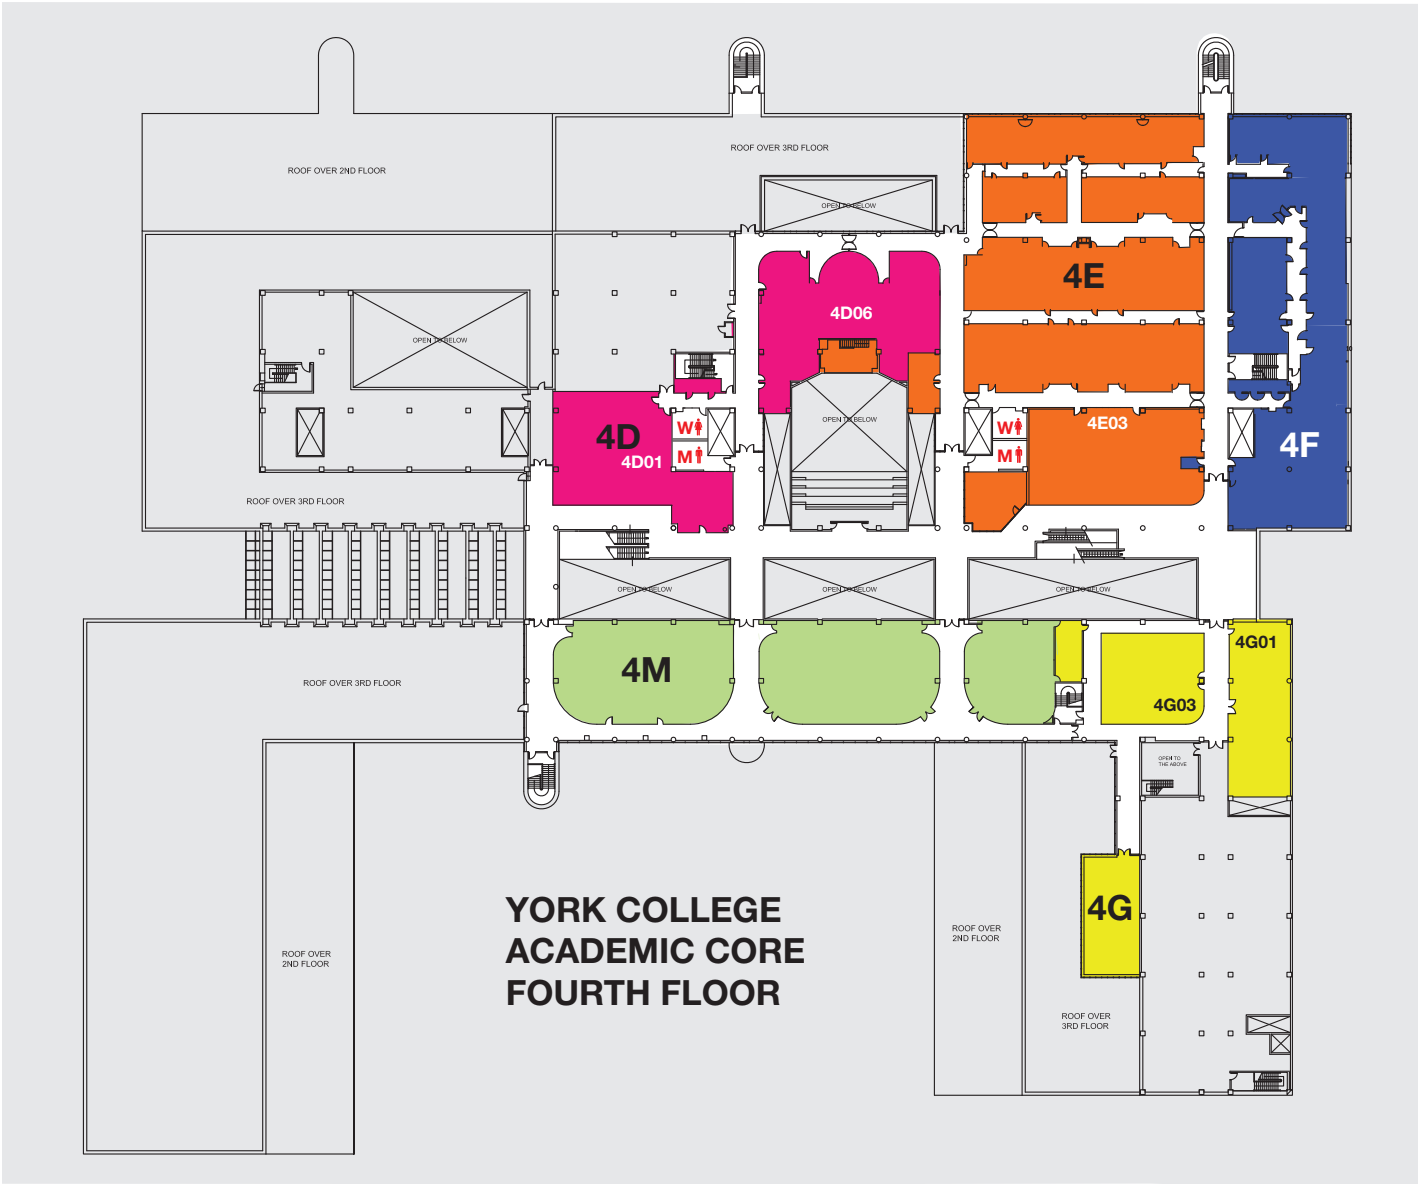 ROOF OVER 2ND FLOOR
ROOF OVER 3RD FLOOR
OPEN TO BELOW
4E
4D06
OPEN TO BELOW
OPEN TO BELOW
4E03
4D
4D01
W
M
W
M
4F
ROOF OVER 3RD FLOOR
OPEN TO BELOW
OPEN TO BELOW
OPEN TO BELOW
4G01
4M
ROOF OVER 3RD FLOOR
4G03
OPEN TO
THE ABOVE
YORK COLLEGE
ACADEMIC CORE
FOURTH FLOOR
4G
ROOF OVER
2ND FLOOR
ROOF OVER
2ND FLOOR
ROOF OVER
3RD FLOOR